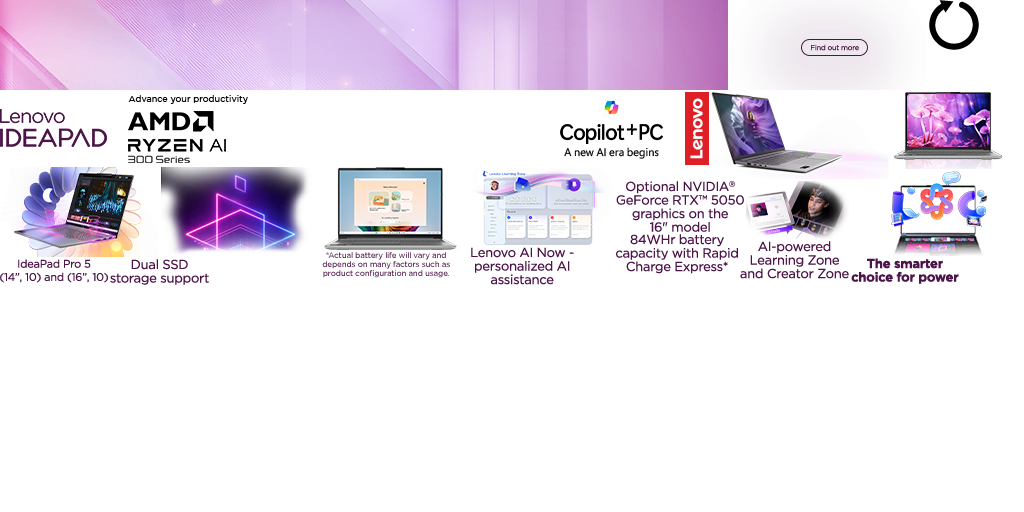 Find out more
Lenovo
IDEAPAD
Advance your productivity
AMD
RYZEN AI
300 Series
Copilot+PC
A new AI era begins
Lenovo
IdeaPad Pro 5
(14", 10) and (16", 10)
Dual SSD
storage support
*Actual battery life will vary and
depends on many factors such as
product configuration and usage.
Lenovo AI Now -
personalized AI
assistance
Optional NVIDIA®
GeForce RTX™ 5050
graphics on the
16" model
84WHr battery
capacity with Rapid
Charge Express*
AI-powered
Learning Zone
and Creator Zone
The smarter
choice for power